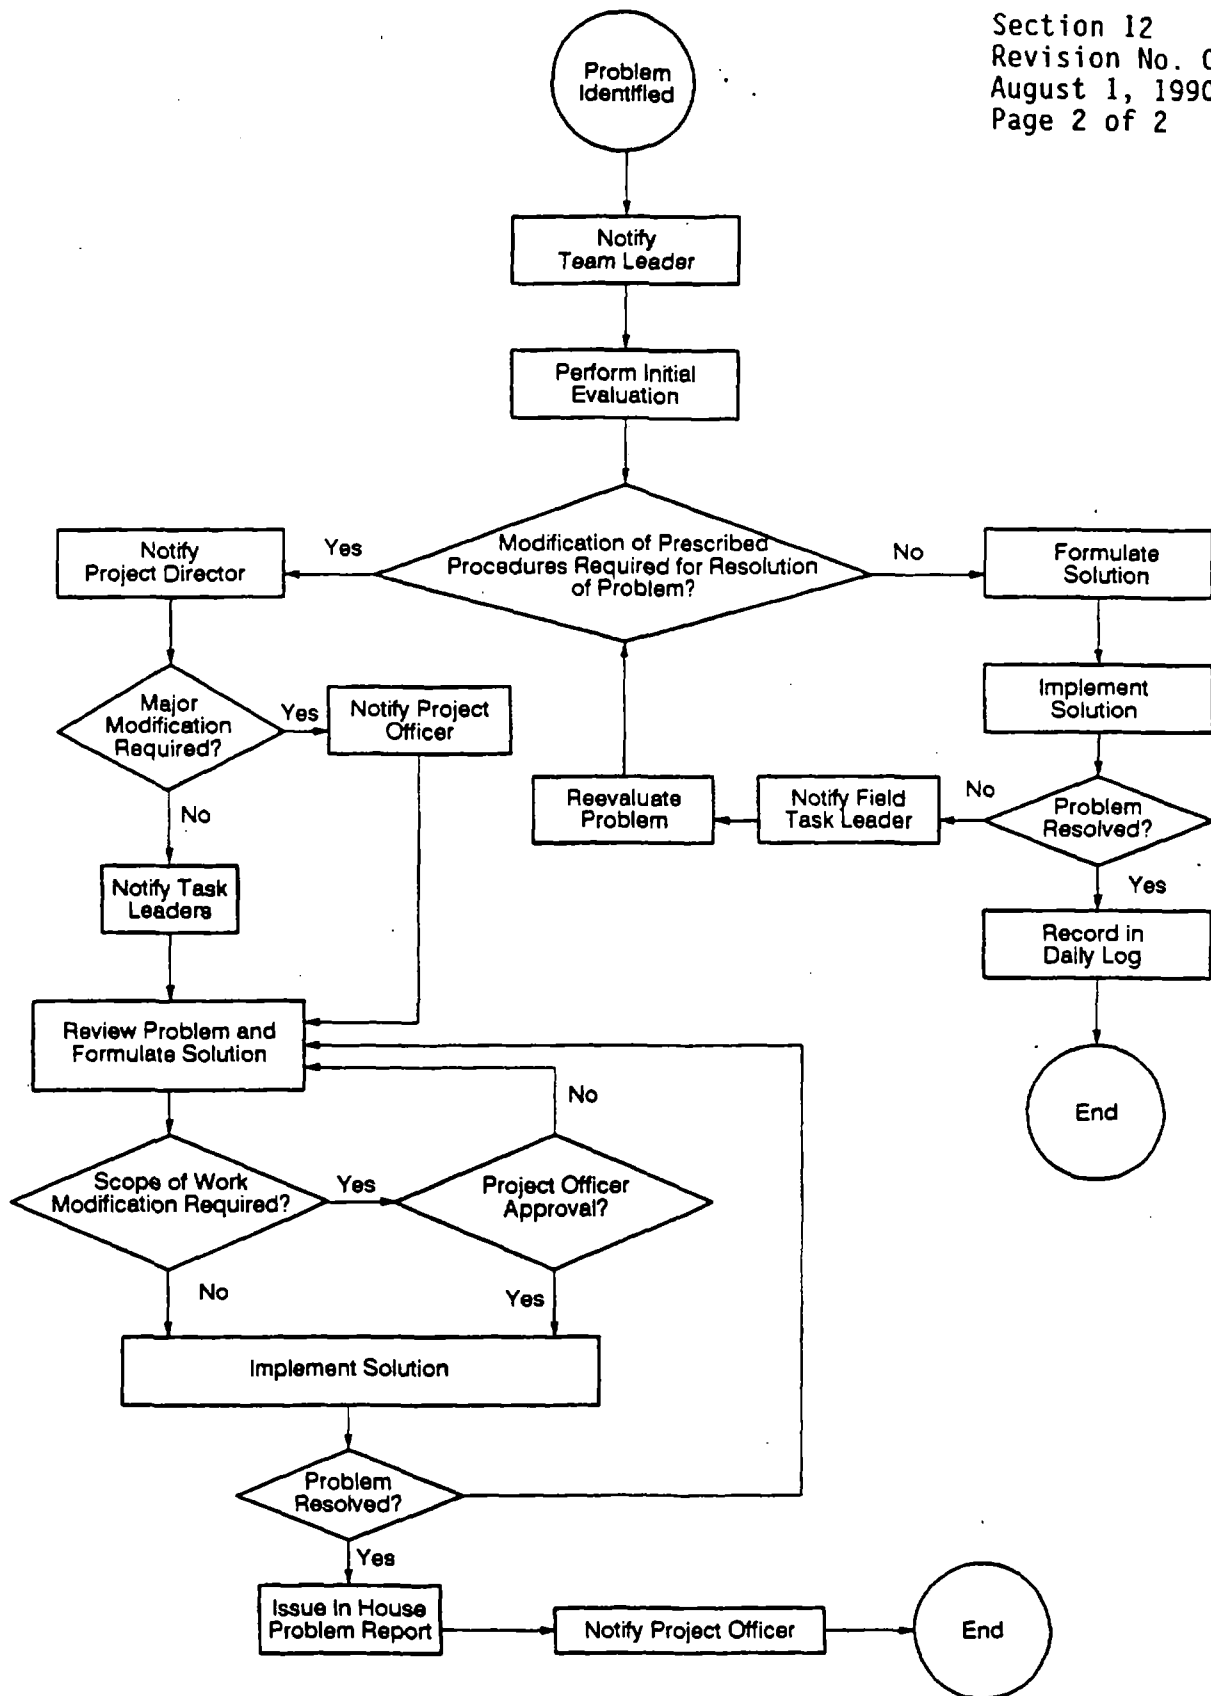 Section 12
Revision No. 0
August 1, 1990
Page 2 of 2
Problem
Identified
Notify
Team Leader
Perform Initial
Evaluation
Modification of Prescribed
Procedures Required for Resolution
of Problem?
Yes
No
Notify
Project Director
Formulate
Solution
Major
Modification
Required?
Yes
Notify Project
Officer
Implement
Solution
No
Reevaluate
Problem
Notify Field
Task Leader
No
Problem
Resolved?
Yes
Notify Task
Leaders
Record in
Daily Log
Review Problem and
Formulate Solution
No
End
Scope of Work
Modification Required?
Yes
Project Officer
Approval?
No
Yes
Implement Solution
Problem
Resolved?
Yes
Issue In House
Problem Report
Notify Project Officer
End